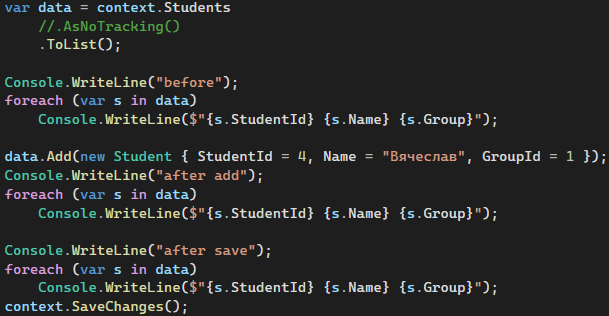 var data = context.Students
//.AsNoTracking()
.ToList();
Console.WriteLine("before");
foreach (var s in data)
Console.WriteLine($"{s.StudentId} {s.Name} {s.Group}");
data.Add(new Student { StudentId = 4, Name = "Вячеслав", GroupId = 1 });
Console.WriteLine("after add");
foreach (var s in data)
Console.WriteLine($"{s.StudentId} {s.Name} {s.Group}");
Console.WriteLine("after save");
foreach (var s in data)
Console.WriteLine($"{s.StudentId} {s.Name} {s.Group}");
context.SaveChanges();